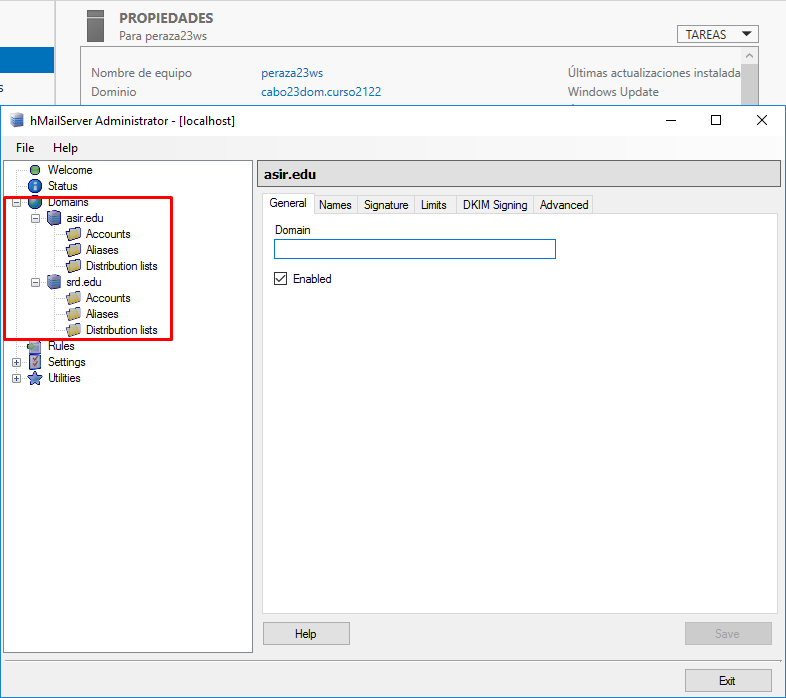 PROPIEDADES
Para peraza23ws
TAREAS
Nombre de equipo peraza23ws Últimas actualizaciones instalada
Dominio cabo23dom.curso2122 Windows Update
hMailServer Administrator - [localhost]
File Help
Welcome
Status
Domains
asir.edu
Accounts
Aliases
Distribution lists
srd.edu
Accounts
Aliases
Distribution lists
Rules
Settings
Utilities
asir.edu
General Names Signature Limits DKIM Signing Advanced
Domain
Enabled
Help Save
Exit